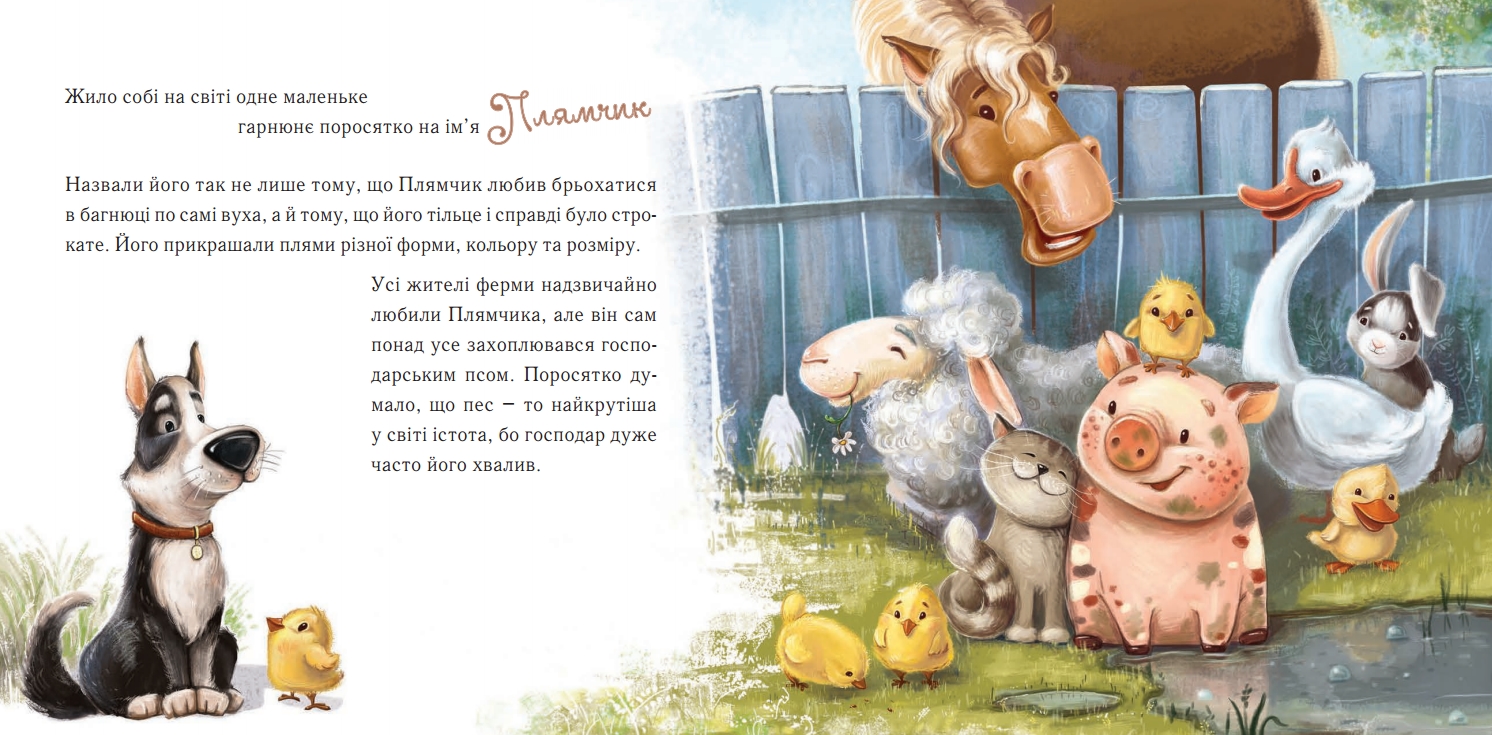 Жило собі на світі одне маленьке
гарнюнє поросятко на ім’я Плямчик
Назвали його так не лише тому, що Плямчик любив брьохатися
в багнюці по самі вуха, а й тому, що його тільце і справді було стро-
кате. Його прикрашали плями різної форми, кольору та розміру.
Усі жителі ферми надзвичайно
любили Плямчика, але він сам
понад усе захоплювався госпо-
дарським псом. Поросятко ду-
мало, що пес – то найкрутіша
у світі істота, бо господар дуже
часто його хвалив.